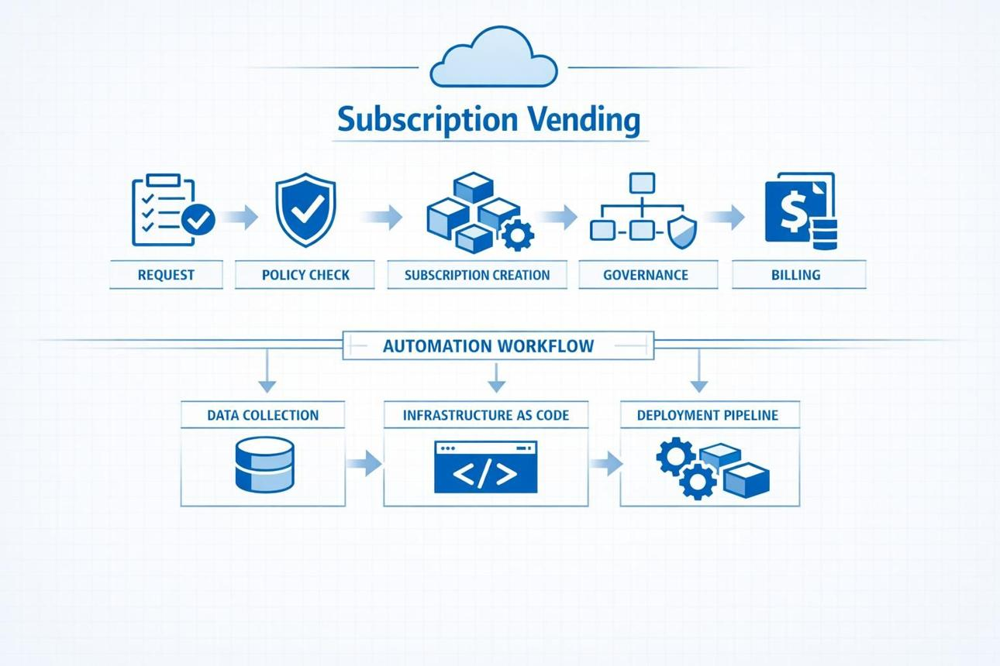 Subscription Vending
REQUEST
POLICY CHECK
SUBSCRIPTION CREATION
GOVERNANCE
BILLING
AUTOMATION WORKFLOW
DATA COLLECTION
INFRASTRUCTURE AS CODE
DEPLOYMENT PIPELINE
$
</>